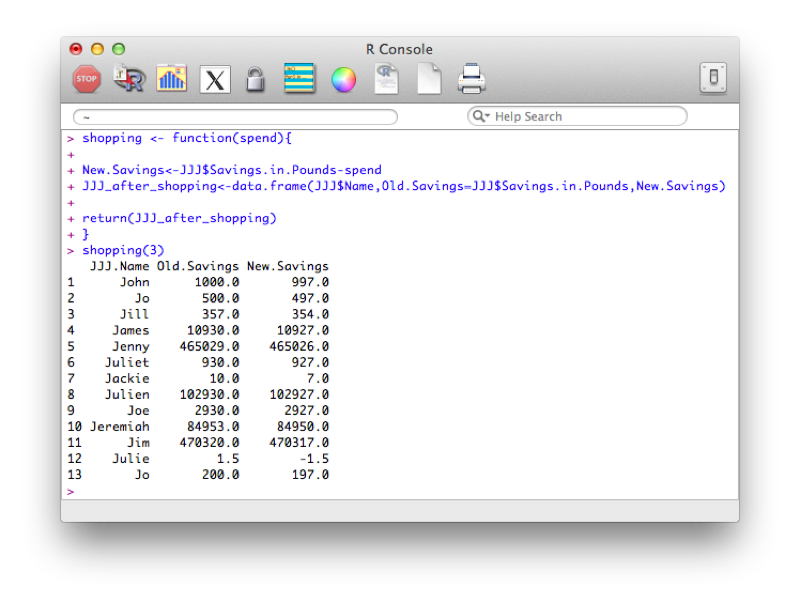 R Console
STOP
R
X
R
~
Help Search
> shopping <- function(spend){
+
+ New.Savings<-JJJ$Savings.in.Pounds-spend
+ JJJ_after_shopping<-data.frame(JJJ$Name,Old.Savings=JJJ$Savings.in.Pounds,New.Savings)
+
+ return(JJJ_after_shopping)
+ }
> shopping(3)
JJJ.Name Old.Savings New.Savings
1 John 1000.0 997.0
2 Jo 500.0 497.0
3 Jill 357.0 354.0
4 James 10930.0 10927.0
5 Jenny 465029.0 465026.0
6 Juliet 930.0 927.0
7 Jackie 10.0 7.0
8 Julien 102930.0 102927.0
9 Joe 2930.0 2927.0
10 Jeremiah 84953.0 84950.0
11 Jim 470320.0 470317.0
12 Julie 1.5 -1.5
13 Jo 200.0 197.0
>